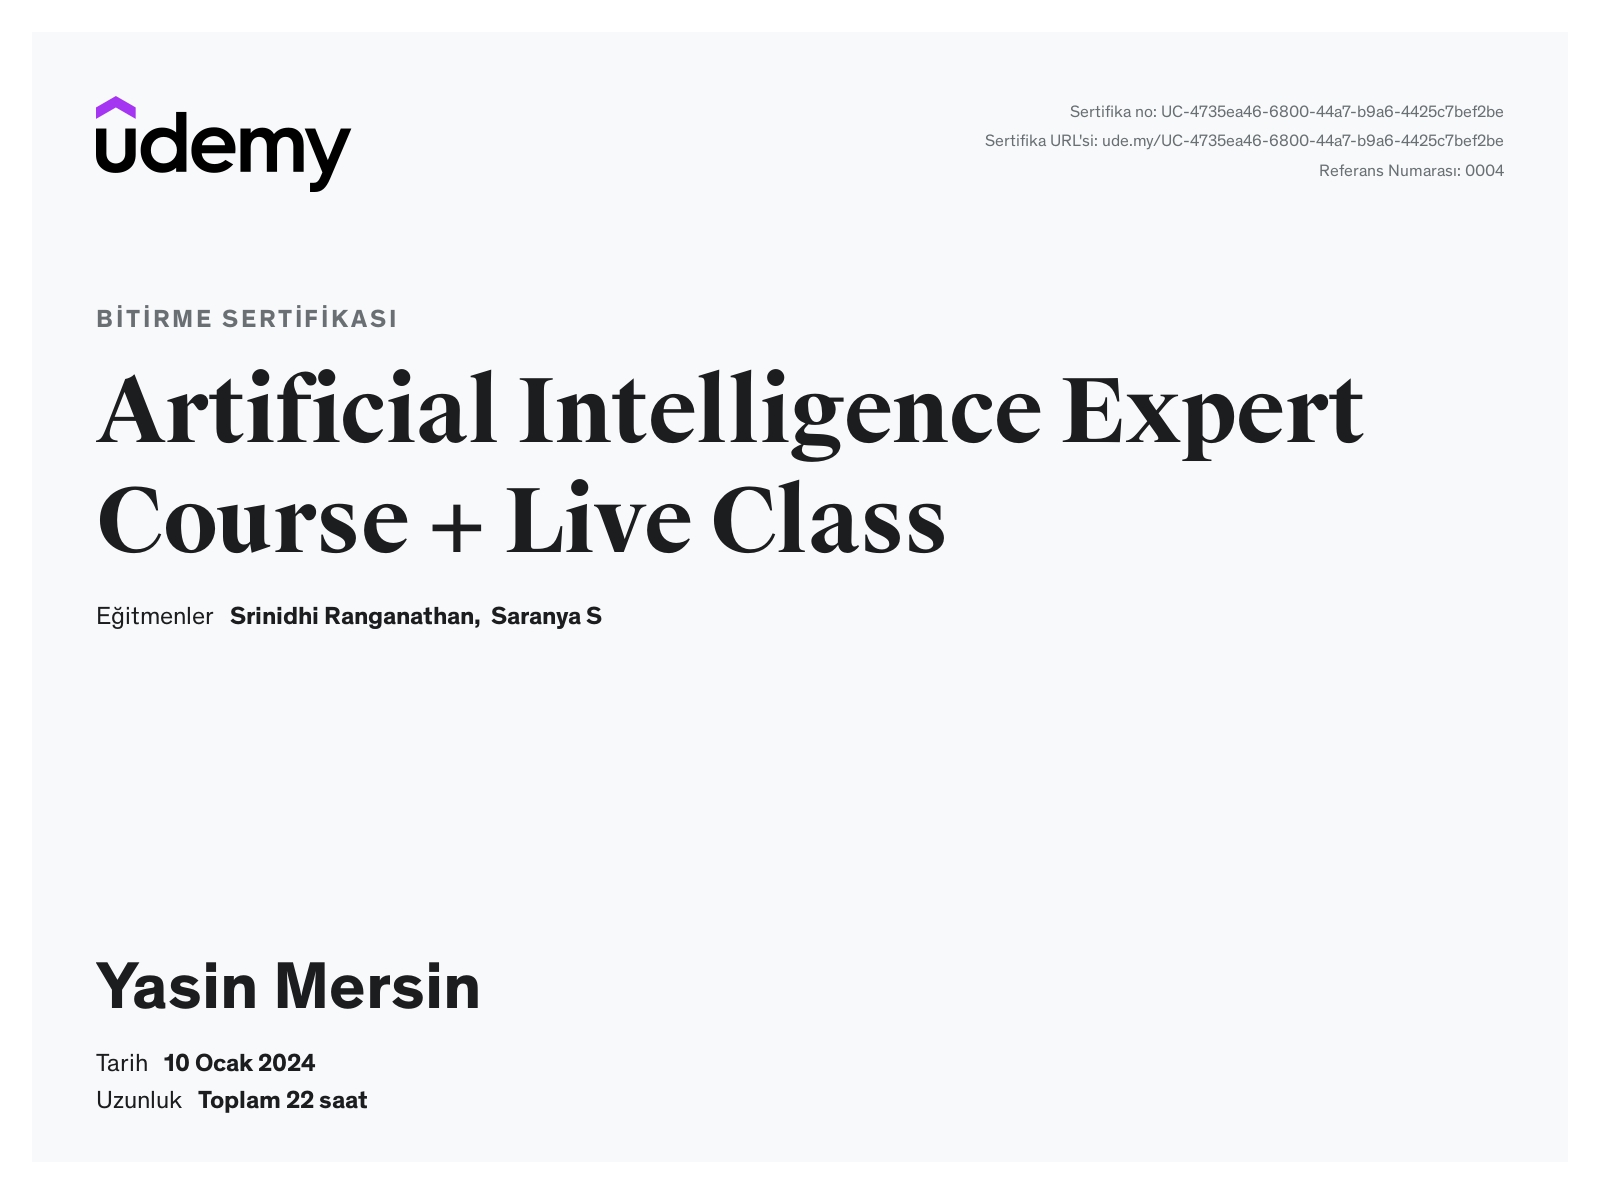 udemy
Sertifika no: UC-4735ea46-6800-44a7-b9a6-4425c7bef2be
Sertifika URL'si: ude.my/UC-4735ea46-6800-44a7-b9a6-4425c7bef2be
Referans Numarası: 0004
BİTİRME SERTİFİKASI
Artificial Intelligence Expert
Course + Live Class
Eğitmenler Srinidhi Ranganathan, Saranya S
Yasin Mersin
Tarih 10 Ocak 2024
Uzunluk Toplam 22 saat